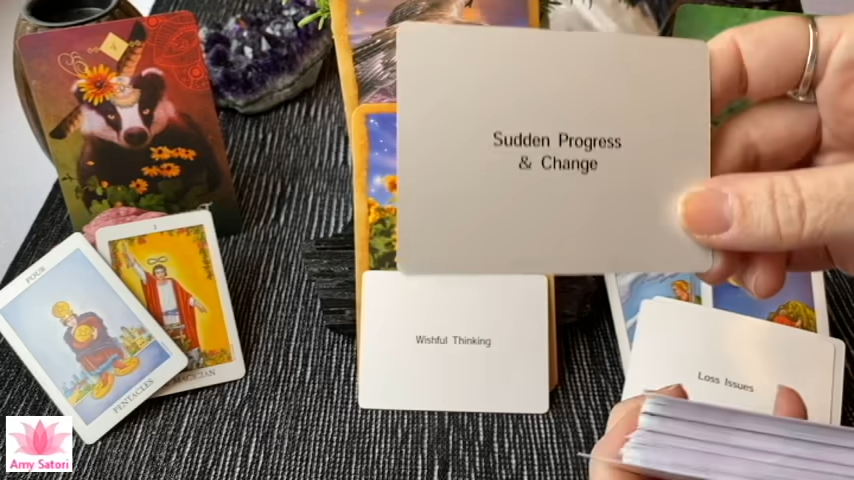 Sudden Progress
& Change
Wishful Thinking
Loss Issues
FOUR
PENTACLES
I
MAGICIAN
Amy Satori